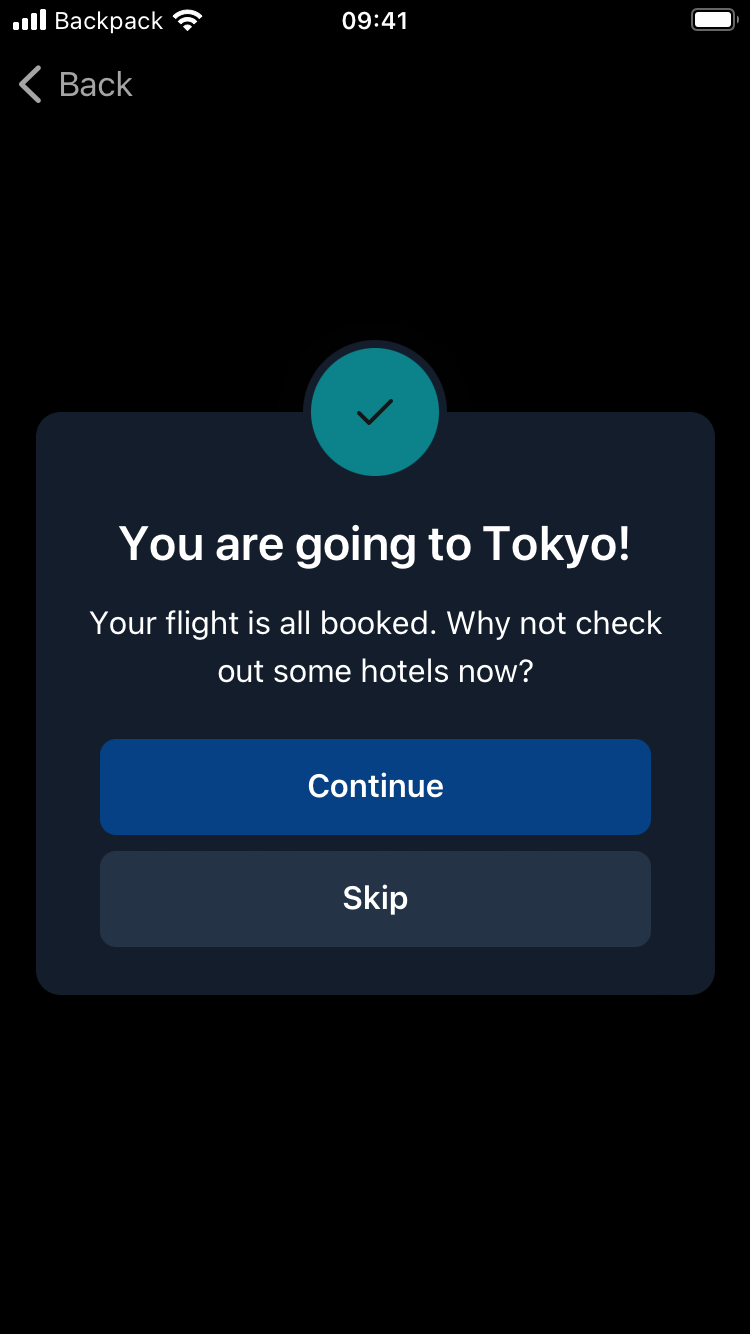 Backpack 09:41
Back
You are going to Tokyo!
Your flight is all booked. Why not check
out some hotels now?
Continue
Skip